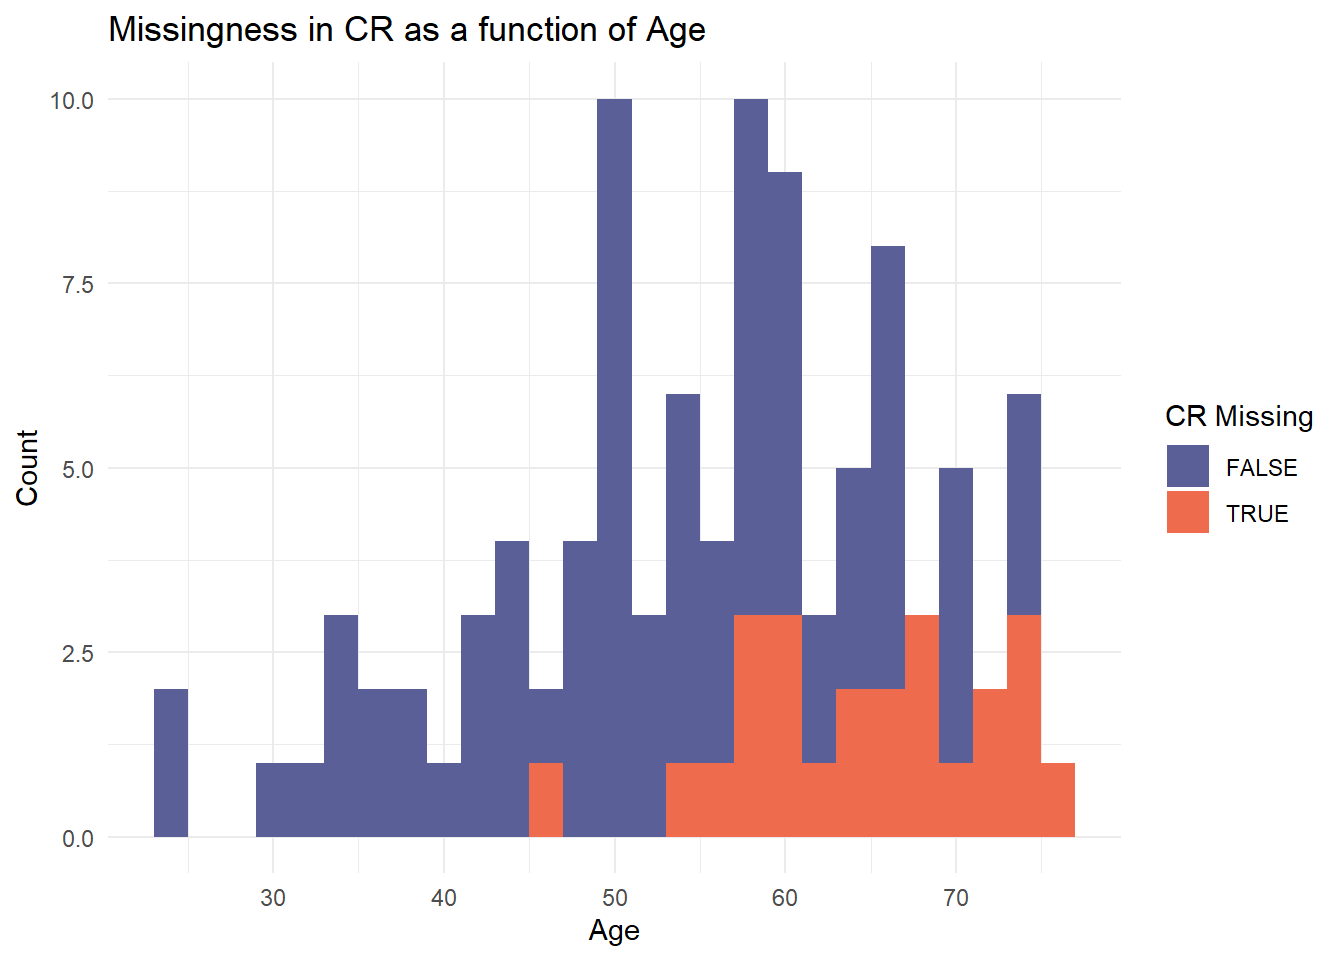 Missingness in CR as a function of Age
10.0
7.5
5.0
2.5
0.0
Count
30 40 50 60 70
Age
CR Missing
FALSE
TRUE